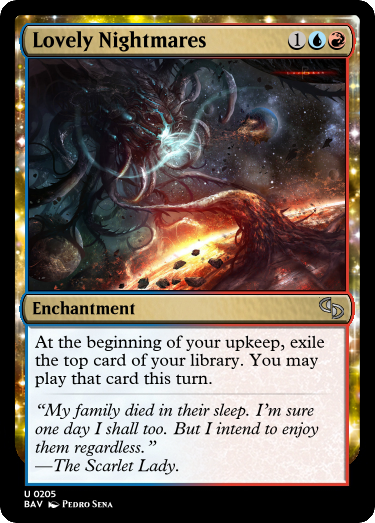 Lovely Nightmares 1
Enchantment
At the beginning of your upkeep, exile
the top card of your library. You may
play that card this turn.
“My family died in their sleep. I’m sure
one day I shall too. But I intend to enjoy
them regardless.”
—The Scarlet Lady.
U 0205
BAV Pedro Sena